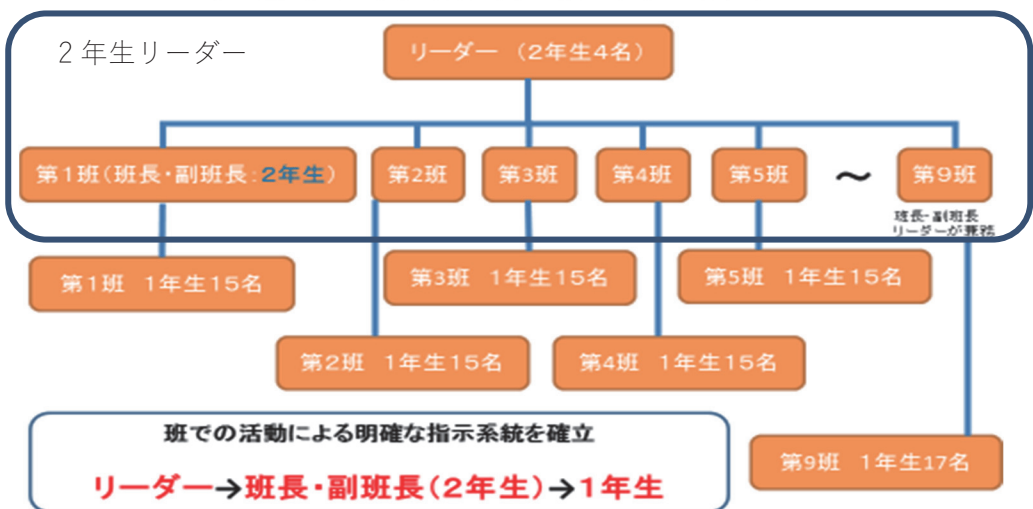 2年生リーダー
リーダー (2年生4名)
第1班(班長・副班長:2年生)
第2班
第3班
第4班
第5班
~
第9班
班長・副班長
リーダーが兼務
第1班 1年生15名
第3班 1年生15名
第5班 1年生15名
第2班 1年生15名
第4班 1年生15名
班での活動による明確な指示系統を確立
リーダー→班長・副班長(2年生)→1年生
第9班 1年生17名